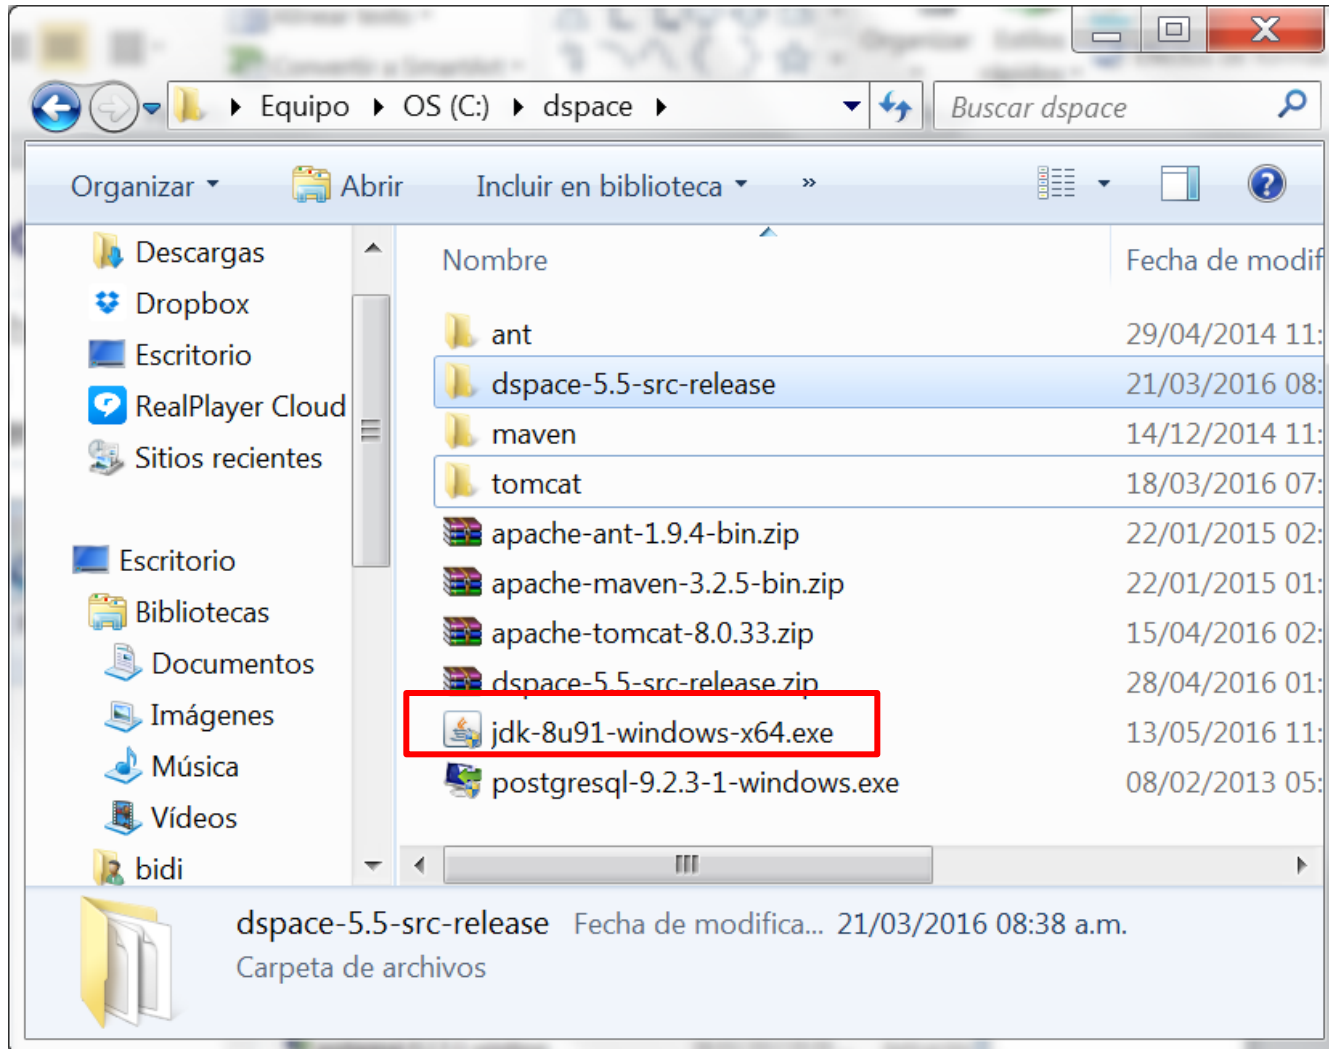 Equipo ▸ OS (C:) ▸ dspace ▸
Buscar dspace
Organizar Abrir Incluir en biblioteca »
Descargas
Dropbox
Escritorio
RealPlayer Cloud
Sitios recientes
Escritorio
Bibliotecas
Documentos
Imágenes
Música
Vídeos
bidi
Nombre Fecha de modif
ant 29/04/2014 11:
dspace-5.5-src-release 21/03/2016 08:
maven 14/12/2014 11:
tomcat 18/03/2016 07:
apache-ant-1.9.4-bin.zip 22/01/2015 02:
apache-maven-3.2.5-bin.zip 22/01/2015 01:
apache-tomcat-8.0.33.zip 15/04/2016 02:
dspace-5.5-src-release.zip 28/04/2016 01:
jdk-8u91-windows-x64.exe 13/05/2016 11:
postgresql-9.2.3-1-windows.exe 08/02/2013 05:
dspace-5.5-src-release Fecha de modifica... 21/03/2016 08:38 a.m.
Carpeta de archivos